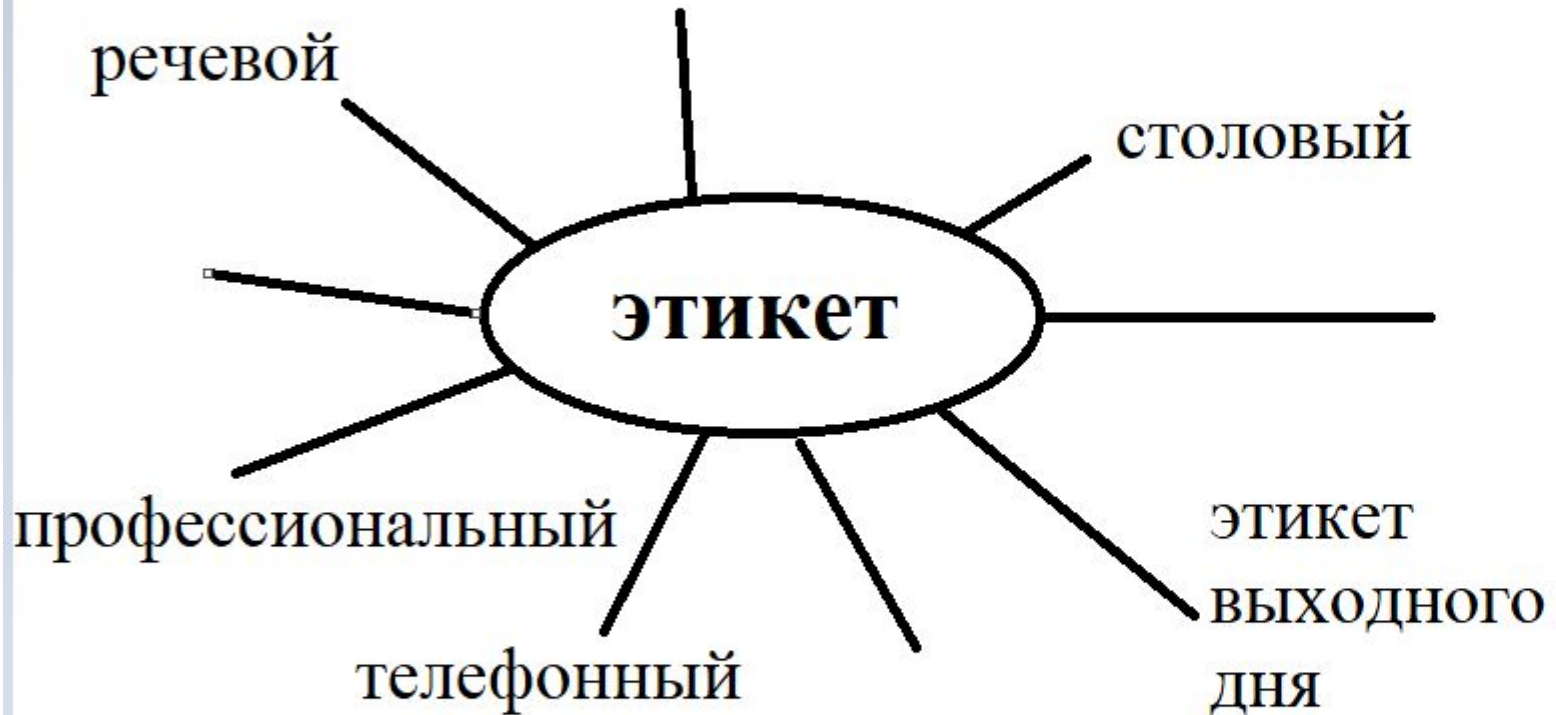 речевой
столовый
этикет
профессиональный
телефонный
этикет
выходного
дня